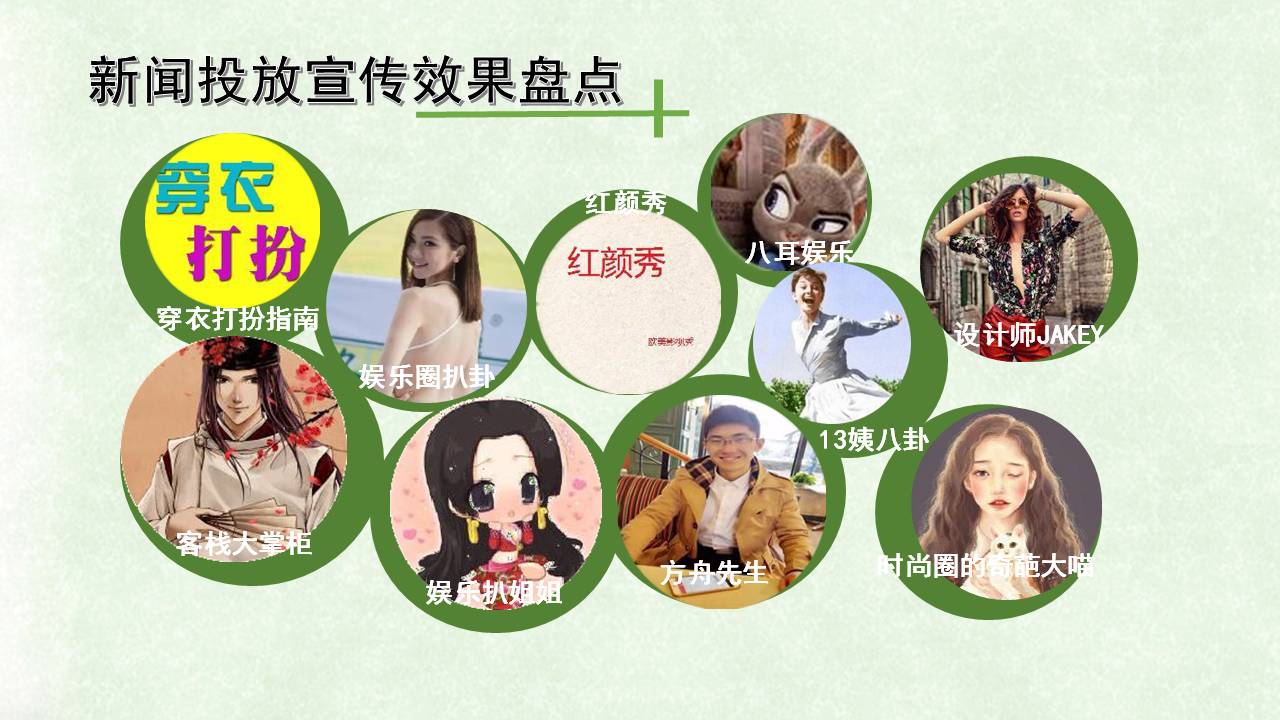 新闻投放宣传效果盘点
穿衣
打扮
穿衣打扮指南
娱乐圈扒卦
红颜秀
红颜秀
欧美影视秀
八耳娱乐
设计师JAKEY
13姨八卦
客栈大掌柜
娱乐扒姐姐
方舟先生
时尚圈的奇葩大喵